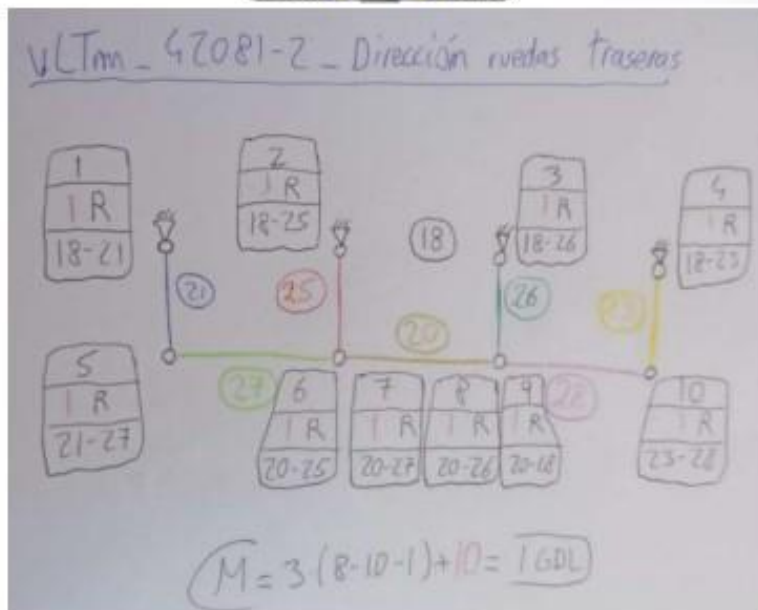 vLTm_42081-2_Dirección ruedas traseras
1
1 R
18-21
2
1 R
18-25
3
1 R
18-26
4
1 R
18-23
18
21
25
20
26
23
27
28
5
1 R
21-27
6
1 R
20-25
7
1 R
20-27
8
1 R
20-26
9
1 R
20-28
10
1 R
23-28
M = 3(8-10-1)+10 = 1 GDL